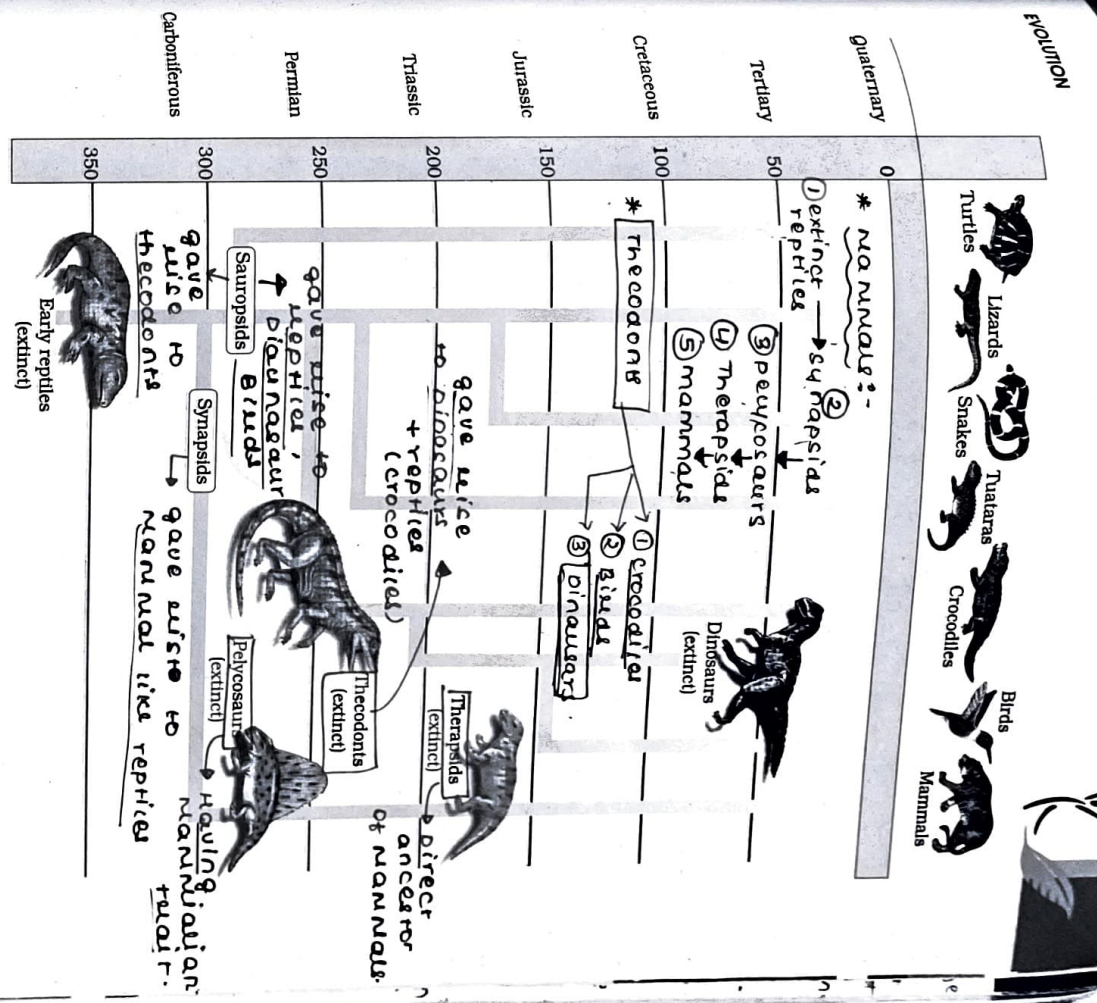 EVOLUTION
Turtles
Lizards
Snakes
Tuataras
Crocodiles
Birds
Mammals
quaternary
Tertiary
Cretaceous
Jurassic
Triassic
Permian
Carboniferous
0
50
100
150
200
250
300
350
* Mammals:-
① extinct → synapsids ②
reptiles
③ pelycosaurs
④ Therapsids
⑤ mammals
* Thecodonts
① crocodiles
② Birds
③ Dinausars
Dinosaurs
(extinct)
gave rise
to Dinosaurs
+ reptiles
(crocodiles)
Therapsids
(extinct)
Direct
ancestor
of Mammals.
Thecodonts
(extinct)
gave rise to
reptiles,
Diaunasaur
Birds
Sauropsids
gave
rise to
thecodonts
Synapsids
gave riste to
Mammal like reptiles
Pelycosaurs
(extinct)
Having
Mammalian
trait.
Early reptiles
(extinct)